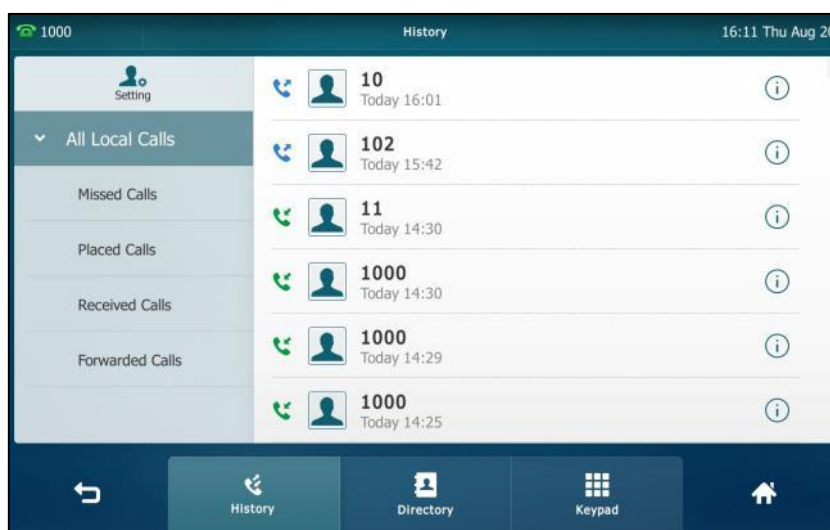 1000
History
16:11 Thu Aug 20
Setting
All Local Calls
Missed Calls
Placed Calls
Received Calls
Forwarded Calls
10
Today 16:01
102
Today 15:42
11
Today 14:30
1000
Today 14:30
1000
Today 14:29
1000
Today 14:25
History
Directory
Keypad